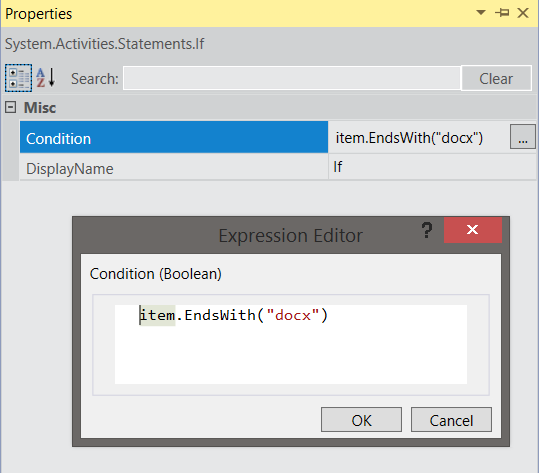 Properties
System.Activities.Statements.If
Search:
Clear
Misc
Condition item.EndsWith("docx") ...
DisplayName If
Expression Editor ?
Condition (Boolean)
item.EndsWith("docx")
OK Cancel